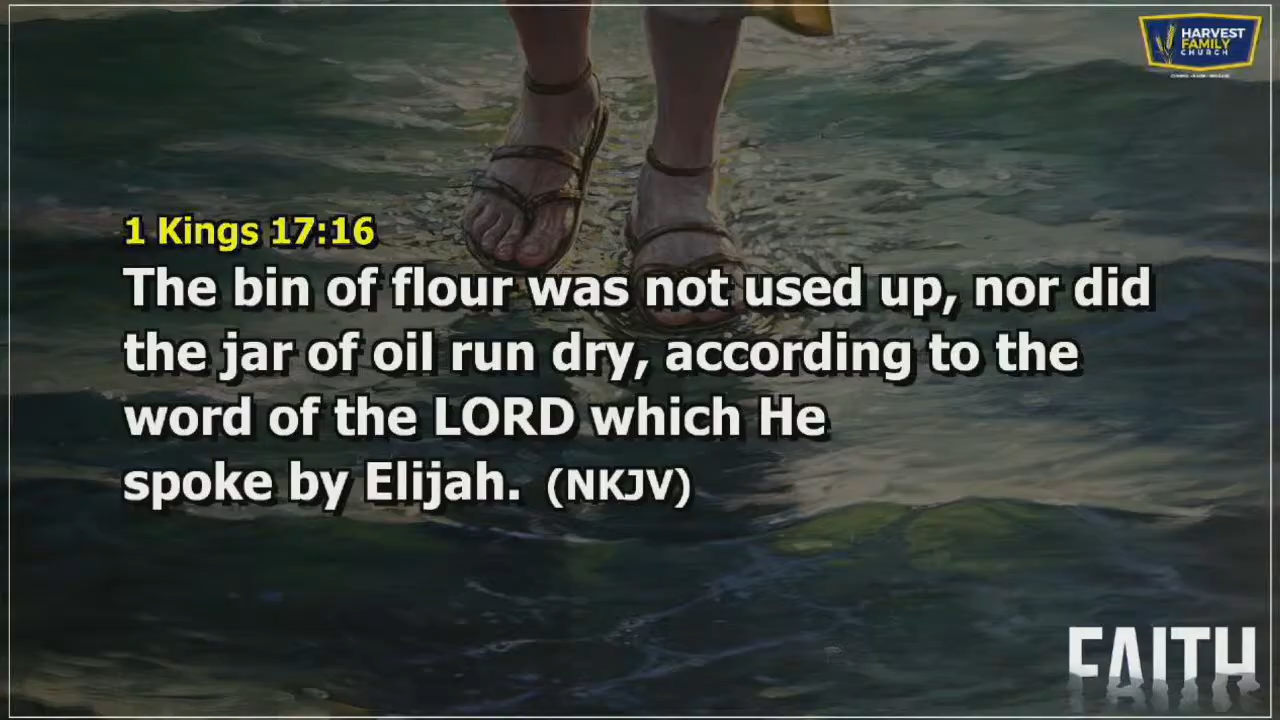 HARVEST
FAMILY
CHURCH
1 Kings 17:16
The bin of flour was not used up, nor did
the jar of oil run dry, according to the
word of the LORD which He
spoke by Elijah. (NKJV)
FAITH